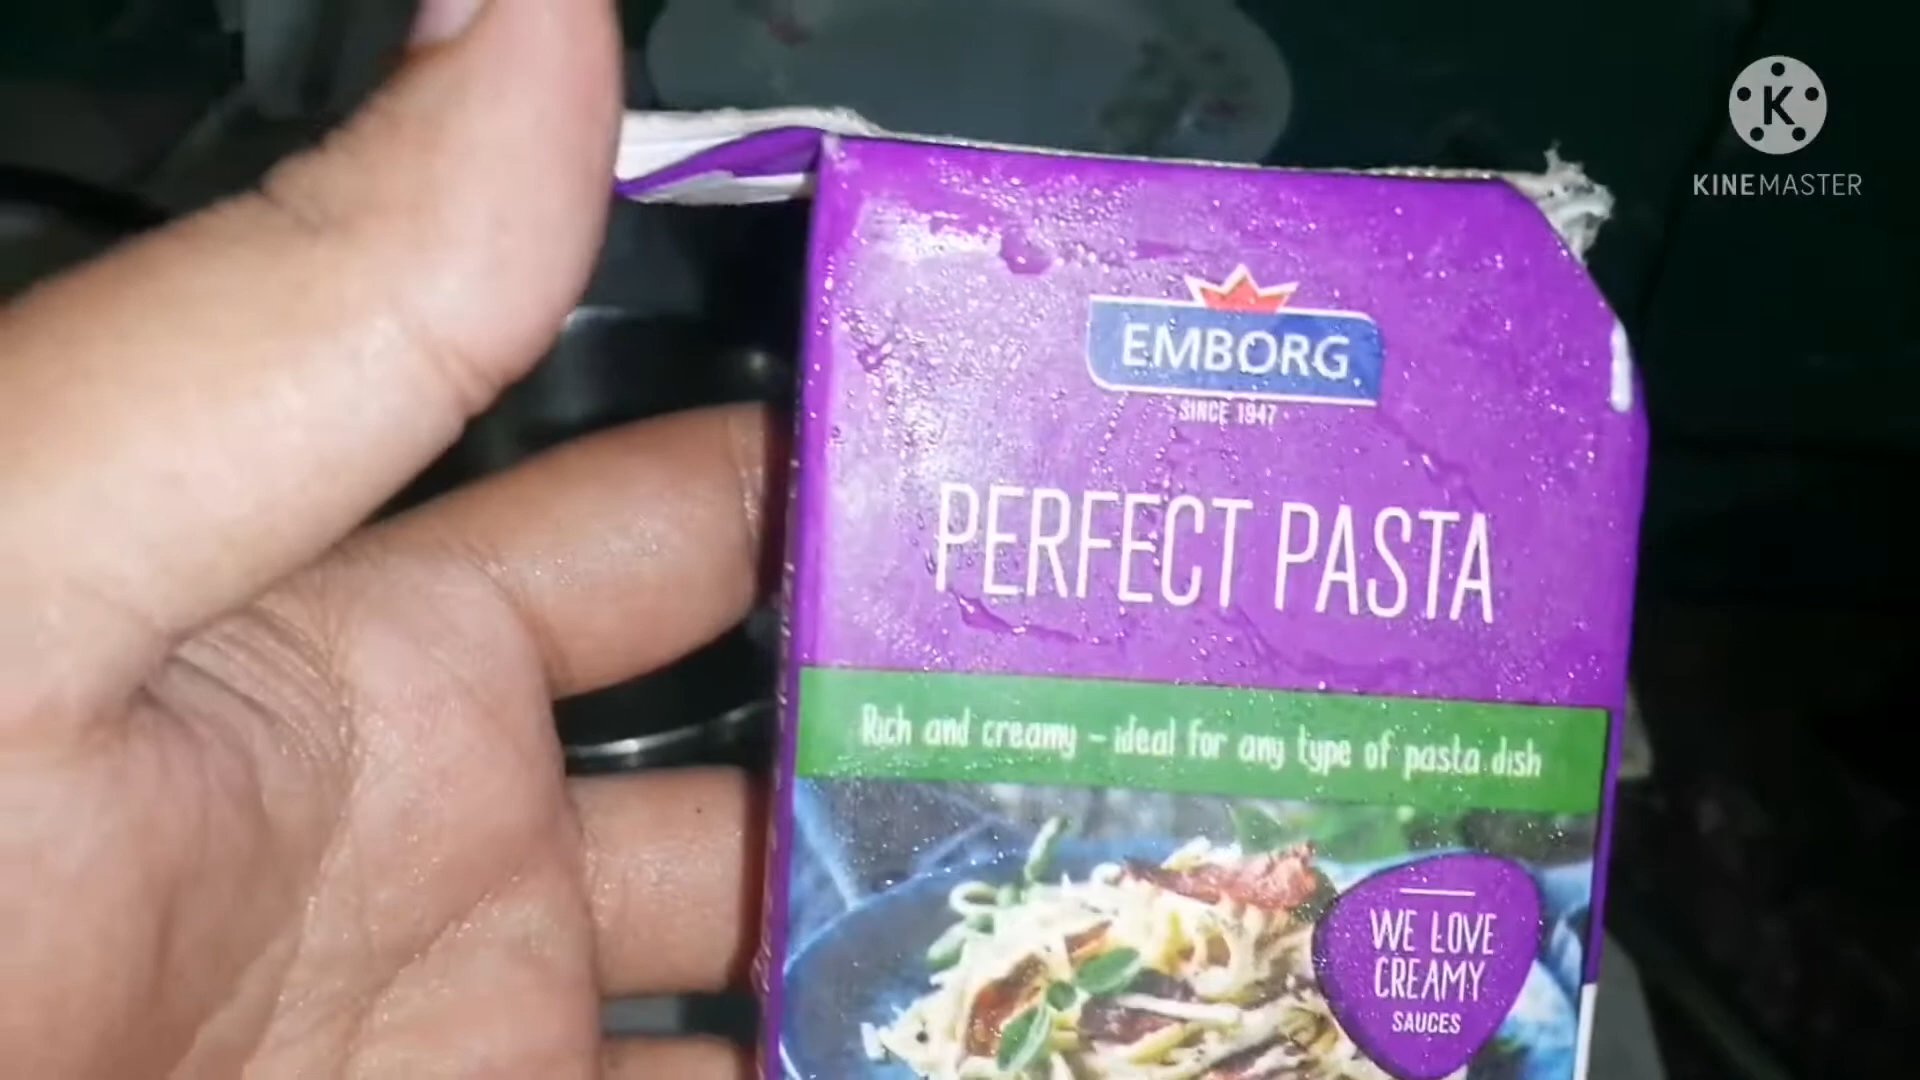 K
KINEMASTER
EMBORG
SINCE 1947
PERFECT PASTA
Rich and creamy – ideal for any type of pasta dish
WE LOVE
CREAMY
SAUCES